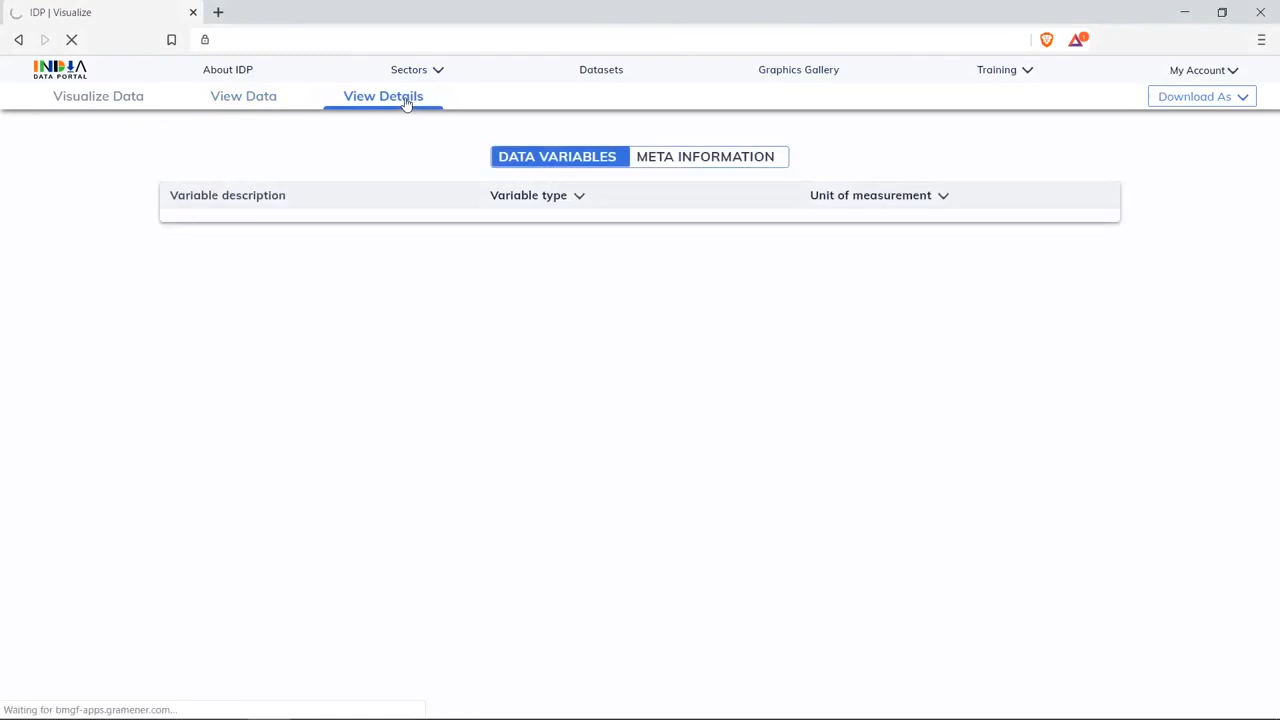 IDP | Visualize
INDIA
DATA PORTAL
About IDP
Sectors
Datasets
Graphics Gallery
Training
My Account
Visualize Data
View Data
View Details
Download As
DATA VARIABLES
META INFORMATION
Variable description
Variable type
Unit of measurement
Waiting for bmgf-apps.gramener.com...